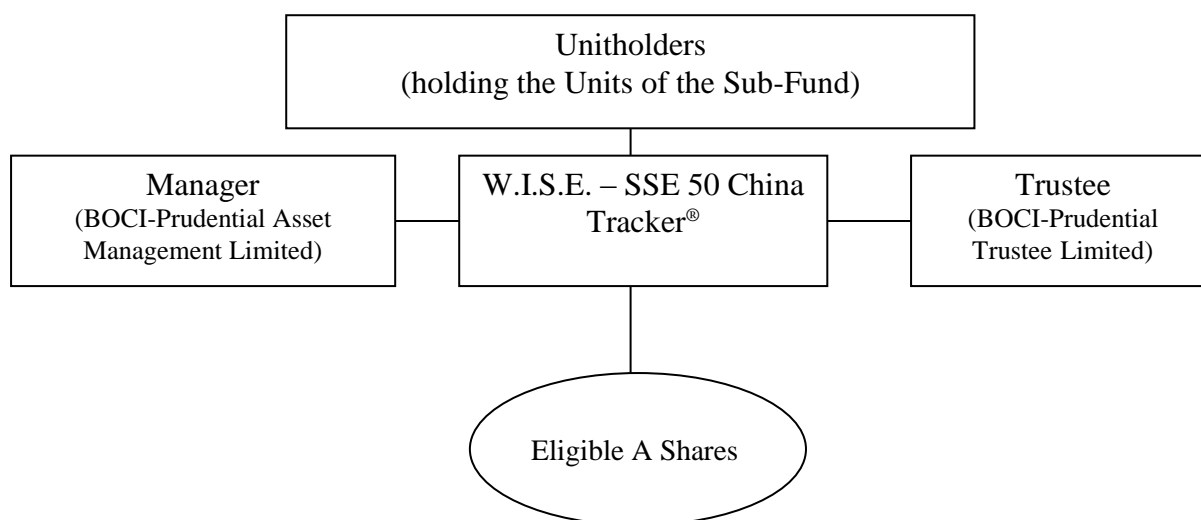 Unitholders
(holding the Units of the Sub-Fund)
Manager
(BOCI-Prudential Asset
Management Limited)
W.I.S.E. – SSE 50 China
Tracker®
Trustee
(BOCI-Prudential
Trustee Limited)
Eligible A Shares